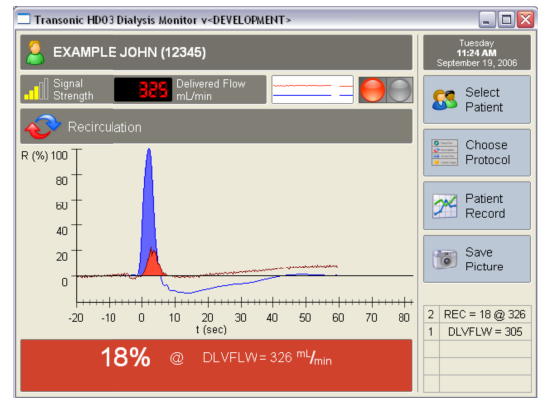 Transonic HD03 Dialysis Monitor v<DEVELOPMENT>
EXAMPLE JOHN (12345)
Tuesday
11:24 AM
September 19, 2006
Signal
Strength
325
Delivered Flow
mL/min
Select
Patient
Recirculation
Choose
Protocol
R (%) 100
80
60
40
20
0
-20 -10 0 10 20 30 40 50 60 70 80
t (sec)
Patient
Record
Save
Picture
2 REC = 18 @ 326
1 DLVFLW = 305
18% @ DLVFLW = 326 mL/min